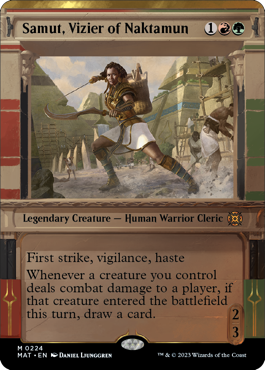 Samut, Vizier of Naktamun 1
Legendary Creature — Human Warrior Cleric
First strike, vigilance, haste
Whenever a creature you control
deals combat damage to a player, if
that creature entered the battlefield
this turn, draw a card.
2
3
M 0224
MAT • EN Daniel Ljunggren ™ & © 2023 Wizards of the Coast